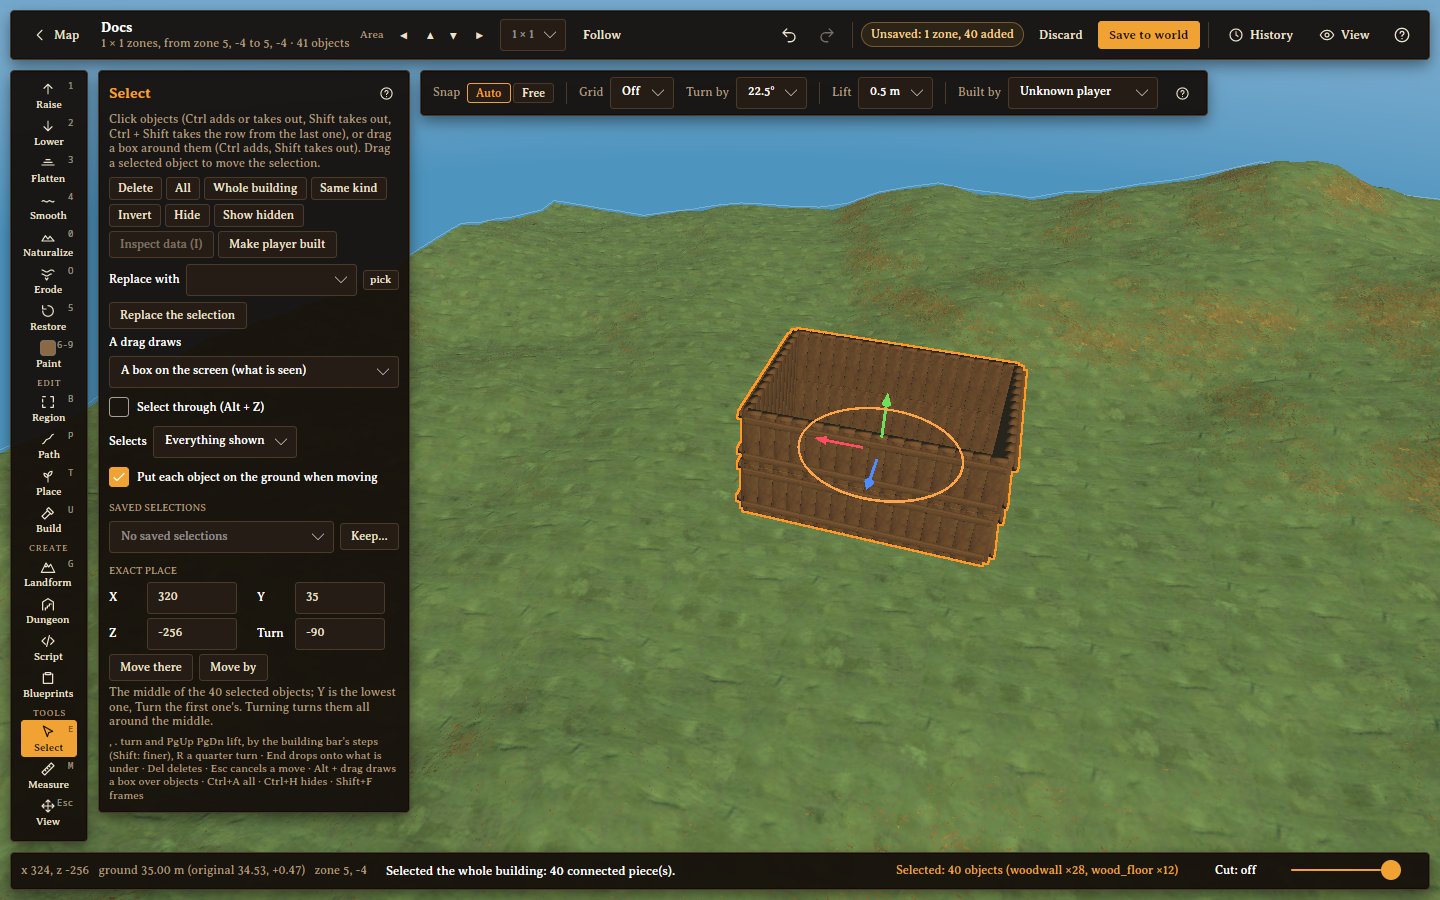 Map
Docs
1 × 1 zones, from zone 5, -4 to 5, -4 · 41 objects
Area
1 × 1
Follow
Unsaved: 1 zone, 40 added
Discard
Save to world
History
View
Raise 1
Lower 2
Flatten 3
Smooth 4
Naturalize 0
Erode O
Restore 5
Paint 6-9
EDIT
Region B
Path P
Place T
Build U
CREATE
Landform G
Dungeon
Script
Blueprints
TOOLS
Select E
Measure M
View Esc
Select
Click objects (Ctrl adds or takes out, Shift takes out,
Ctrl + Shift takes the row from the last one), or drag
a box around them (Ctrl adds, Shift takes out). Drag
a selected object to move the selection.
Delete All Whole building Same kind
Invert Hide Show hidden
Inspect data (I) Make player built
Replace with pick
Replace the selection
A drag draws
A box on the screen (what is seen)
Select through (Alt + Z)
Selects Everything shown
Put each object on the ground when moving
SAVED SELECTIONS
No saved selections Keep...
EXACT PLACE
X 320 Y 35
Z -256 Turn -90
Move there Move by
The middle of the 40 selected objects; Y is the lowest
one, Turn the first one's. Turning turns them all
around the middle.
, . turn and PgUp PgDn lift, by the building bar's steps
(Shift: finer), R a quarter turn · End drops onto what is
under · Del deletes · Esc cancels a move · Alt + drag draws
a box over objects · Ctrl+A all · Ctrl+H hides · Shift+F
frames
Snap Auto Free Grid Off Turn by 22.5° Lift 0.5 m Built by Unknown player
x 324, z -256 ground 35.00 m (original 34.53, +0.47) zone 5, -4
Selected the whole building: 40 connected piece(s).
Selected: 40 objects (woodwall ×28, wood_floor ×12)
Cut: off